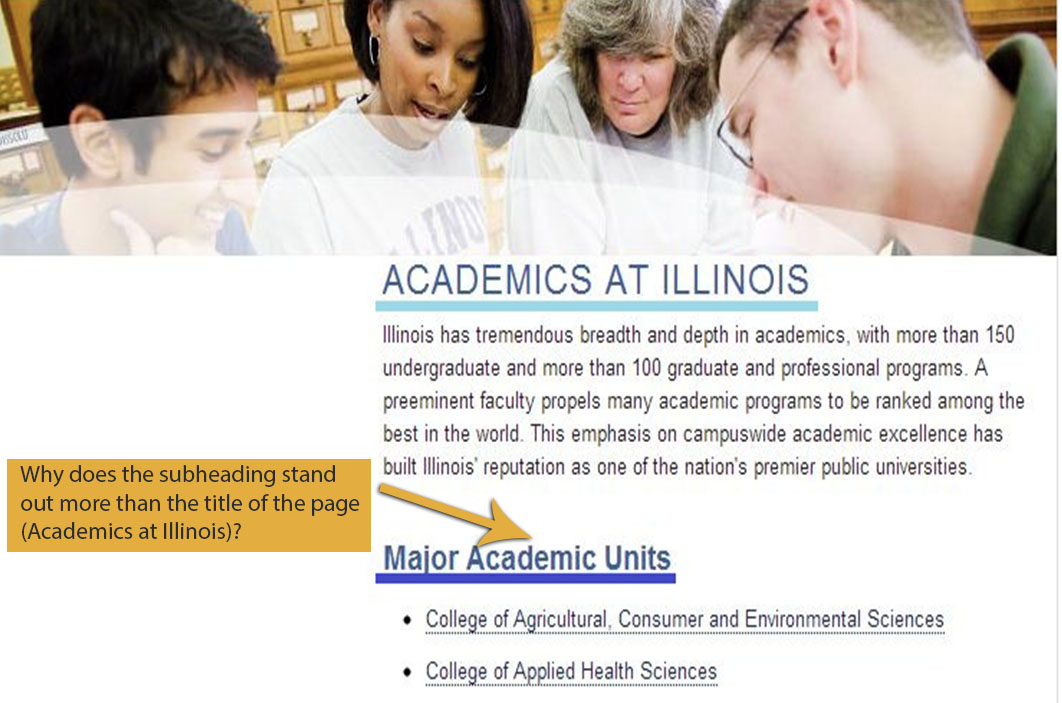 ILLINOI
ACADEMICS AT ILLINOIS
Illinois has tremendous breadth and depth in academics, with more than 150
undergraduate and more than 100 graduate and professional programs. A
preeminent faculty propels many academic programs to be ranked among the
best in the world. This emphasis on campuswide academic excellence has
built Illinois' reputation as one of the nation's premier public universities.
Why does the subheading stand
out more than the title of the page
(Academics at Illinois)?
Major Academic Units
• College of Agricultural, Consumer and Environmental Sciences
• College of Applied Health Sciences